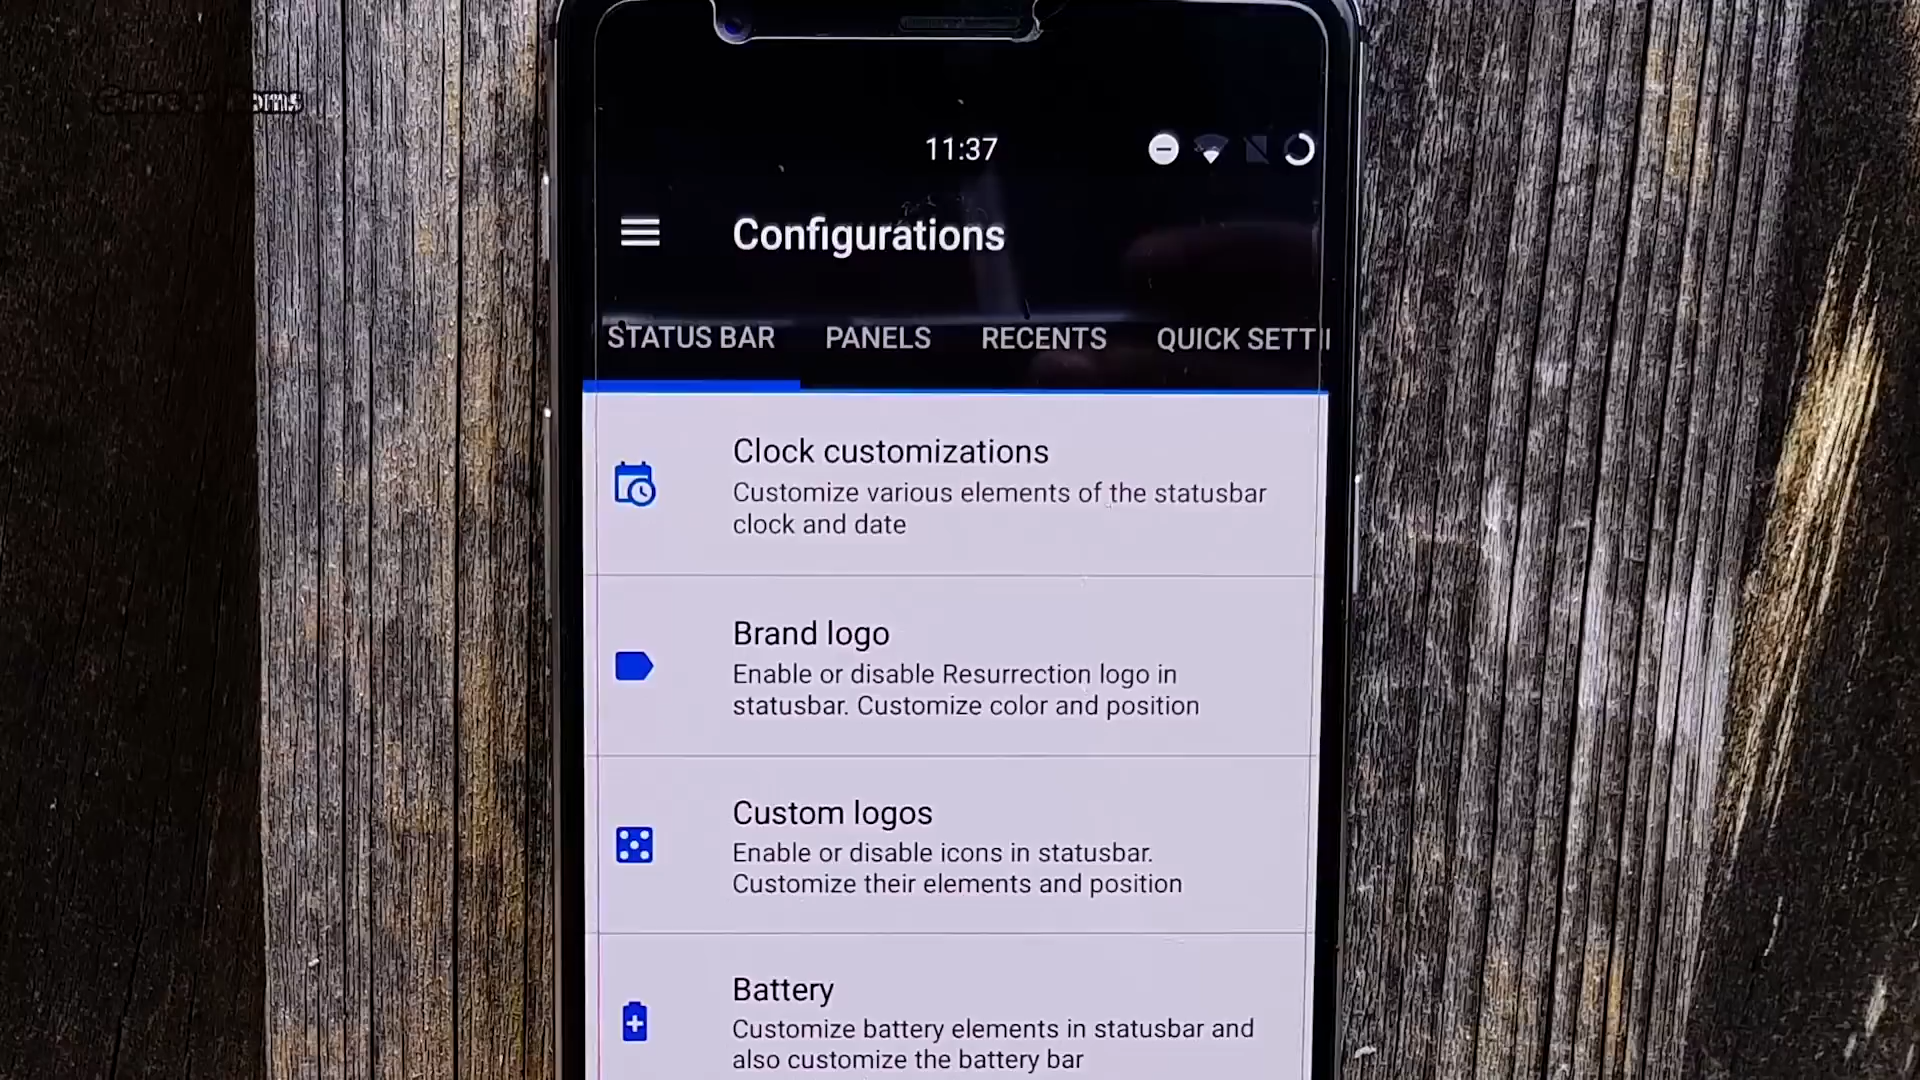 11:37
Configurations
STATUS BAR PANELS RECENTS QUICK SETTI
Clock customizations
Customize various elements of the statusbar
clock and date
Brand logo
Enable or disable Resurrection logo in
statusbar. Customize color and position
Custom logos
Enable or disable icons in statusbar.
Customize their elements and position
Battery
Customize battery elements in statusbar and
also customize the battery bar